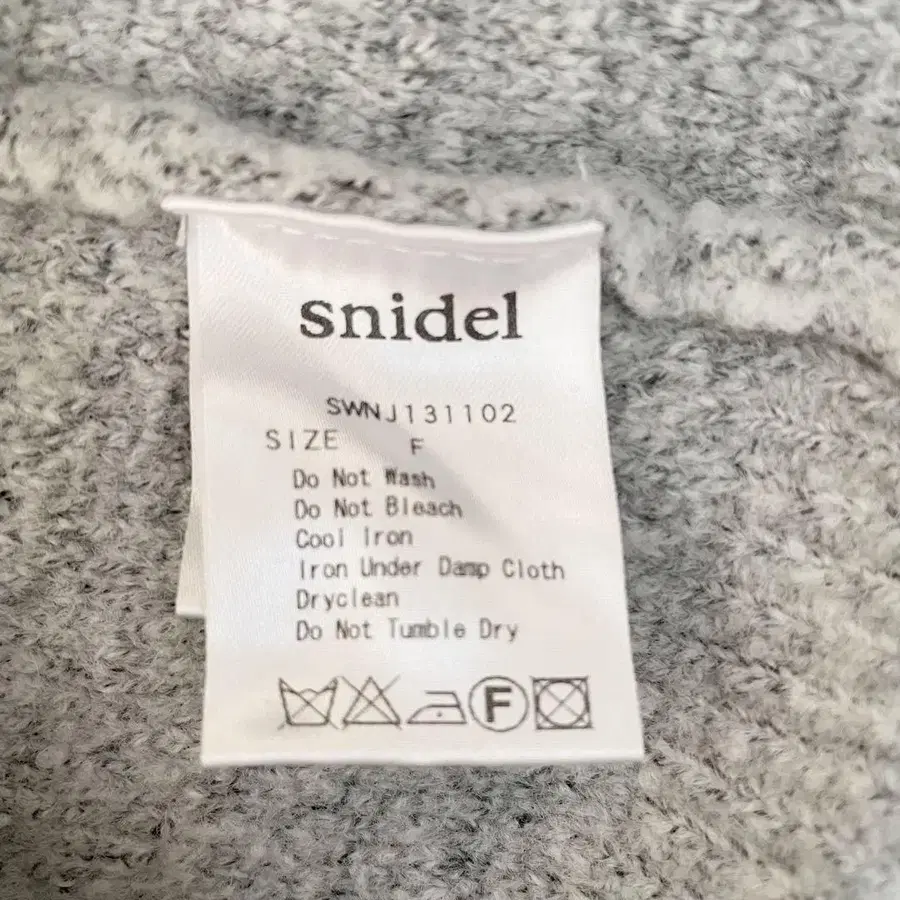 snidel
SWNJ131102
SIZE F
Do Not Wash
Do Not Bleach
Cool Iron
Iron Under Damp Cloth
Dryclean
Do Not Tumble Dry
F